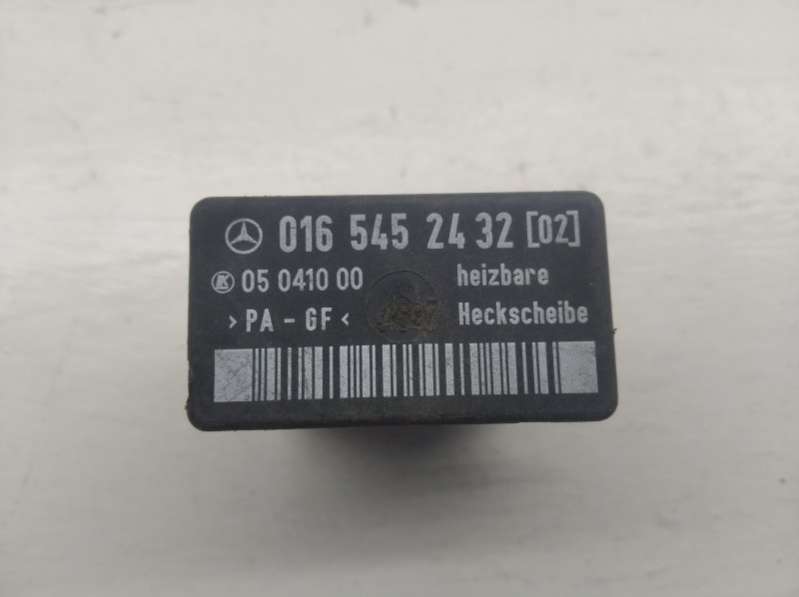 016 545 24 32 [02]
05 0410 00 heizbare
>PA-GF< Heckscheibe